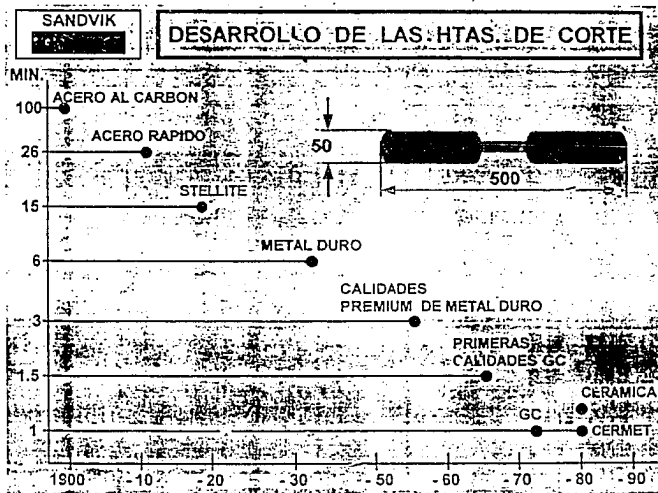 SANDVIK
DESARROLLO DE LAS HTAS. DE CORTE
MIN.
100
ACERO AL CARBON
26
ACERO RAPIDO
50
500
15
STELLITE
6
METAL DURO
CALIDADES
PREMIUM DE METAL DURO
3
PRIMERAS
CALIDADES GC
1.5
CERAMICA
GC
1
CERMET
1900 10 20 30 50 60 70 80 90